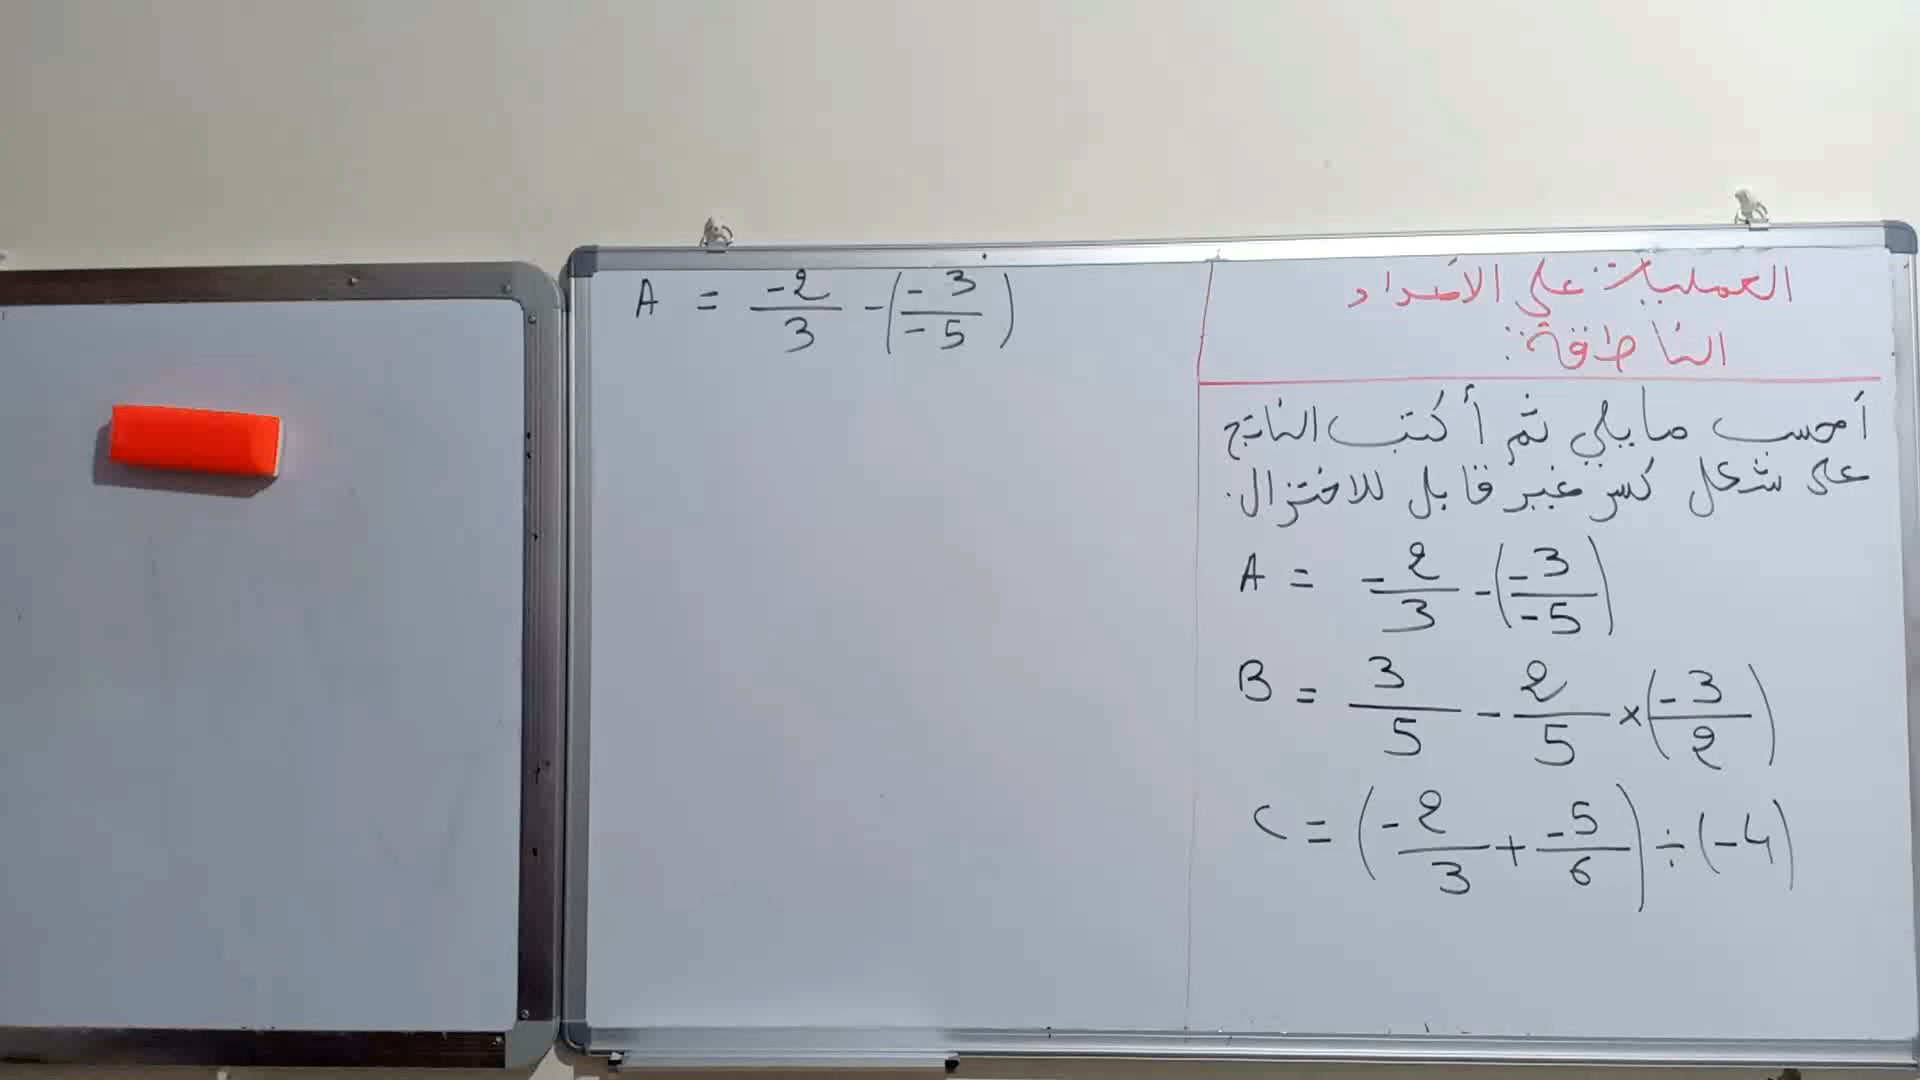 العمليات على الأعداد
الناطقة:
أحسب ما يلي ثم أكتب الناتج
على شكل كسر غير قابل للاختزال.
A = -2/3 - (-3/-5)
B = 3/5 - 2/5 × (-3/2)
C = (-2/3 + -5/6) ÷ (-4)
A = -2/3 - (-3/-5)